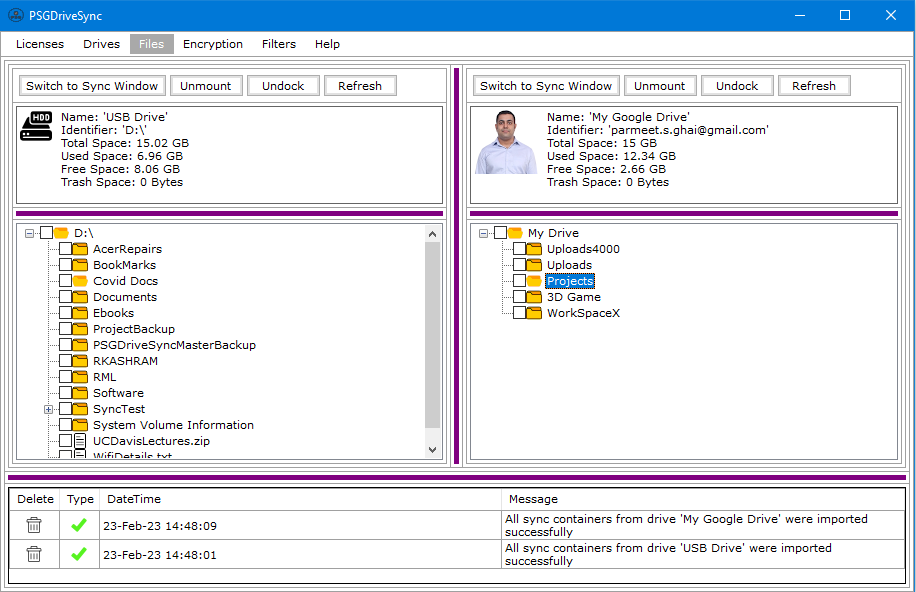 PSGDriveSync
Licenses Drives Files Encryption Filters Help
Switch to Sync Window Unmount Undock Refresh
HDD
Name: 'USB Drive'
Identifier: 'D:\'
Total Space: 15.02 GB
Used Space: 6.96 GB
Free Space: 8.06 GB
Trash Space: 0 Bytes
D:\
AcerRepairs
BookMarks
Covid Docs
Documents
Ebooks
ProjectBackup
PSGDriveSyncMasterBackup
RKASHRAM
RML
Software
SyncTest
System Volume Information
UCDavisLectures.zip
WifiDetails.txt
Switch to Sync Window Unmount Undock Refresh
Name: 'My Google Drive'
Identifier: 'parmeet.s.ghai@gmail.com'
Total Space: 15 GB
Used Space: 12.34 GB
Free Space: 2.66 GB
Trash Space: 0 Bytes
My Drive
Uploads4000
Uploads
Projects
3D Game
WorkSpaceX
Delete Type DateTime Message
23-Feb-23 14:48:09 All sync containers from drive 'My Google Drive' were imported
successfully
23-Feb-23 14:48:01 All sync containers from drive 'USB Drive' were imported
successfully